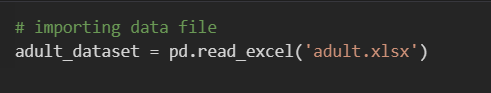 # importing data file
adult_dataset = pd.read_excel('adult.xlsx')